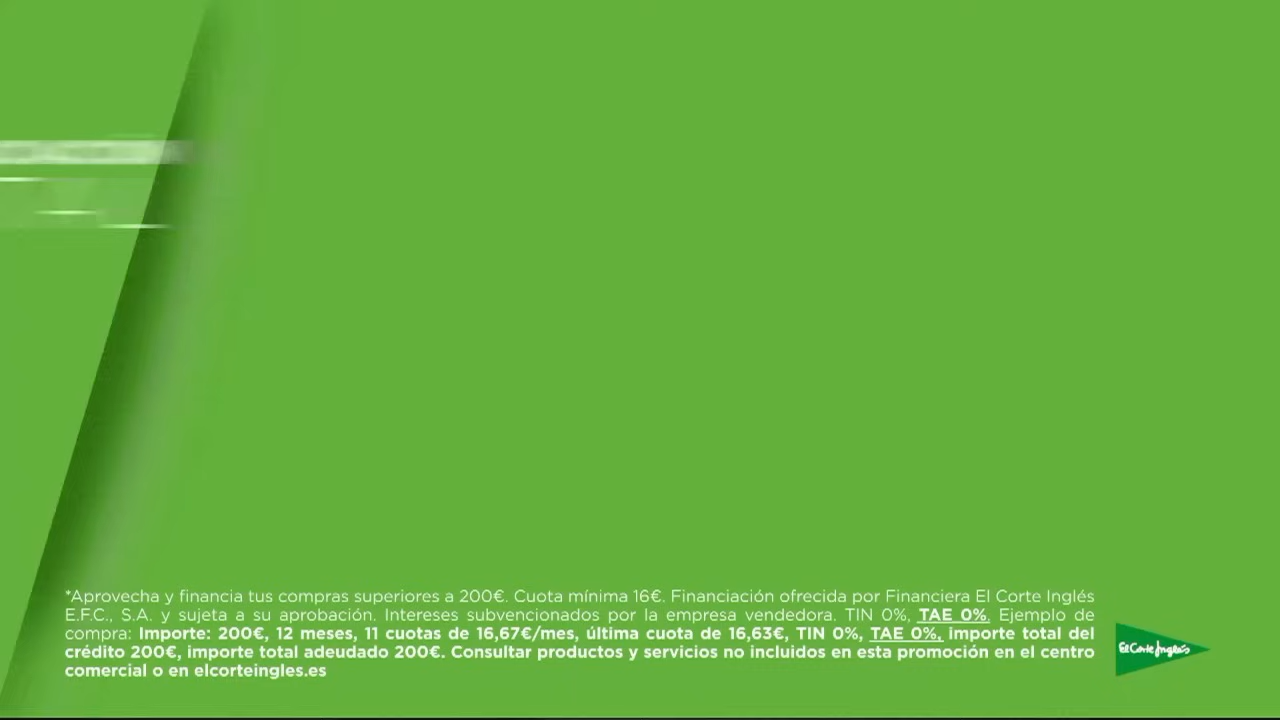 *Aprovecha y financia tus compras superiores a 200€. Cuota mínima 16€. Financiación ofrecida por Financiera El Corte Inglés
E.F.C., S.A. y sujeta a su aprobación. Intereses subvencionados por la empresa vendedora. TIN 0%, TAE 0%. Ejemplo de
compra: Importe: 200€, 12 meses, 11 cuotas de 16,67€/mes, última cuota de 16,63€, TIN 0%, TAE 0%, importe total del
crédito 200€, importe total adeudado 200€. Consultar productos y servicios no incluidos en esta promoción en el centro
comercial o en elcorteingles.es
El Corte Inglés